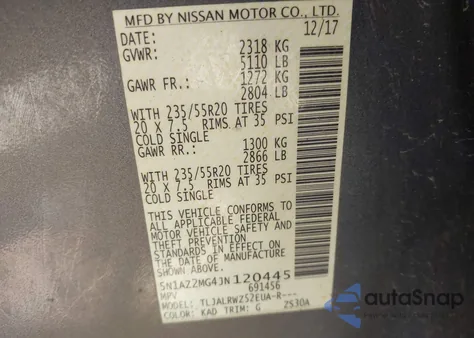 MFD BY NISSAN MOTOR CO., LTD.
DATE: 12/17
GVWR: 2318 KG
5110 LB
GAWR FR.: 1272 KG
2804 LB
WITH 235/55R20 TIRES
20 X 7.5 RIMS AT 35 PSI
COLD SINGLE
GAWR RR.: 1300 KG
2866 LB
WITH 235/55R20 TIRES
20 X 7.5 RIMS AT 35 PSI
COLD SINGLE
THIS VEHICLE CONFORMS TO
ALL APPLICABLE FEDERAL
MOTOR VEHICLE SAFETY AND
THEFT PREVENTION
STANDARDS IN EFFECT ON
THE DATE OF MANUFACTURE
SHOWN ABOVE.
5N1AZ2MG4JN120445
MPV 691456
MODEL: TLJALRWZ52EUA-R---
COLOR: KAD TRIM: G Z530A
autoSnap